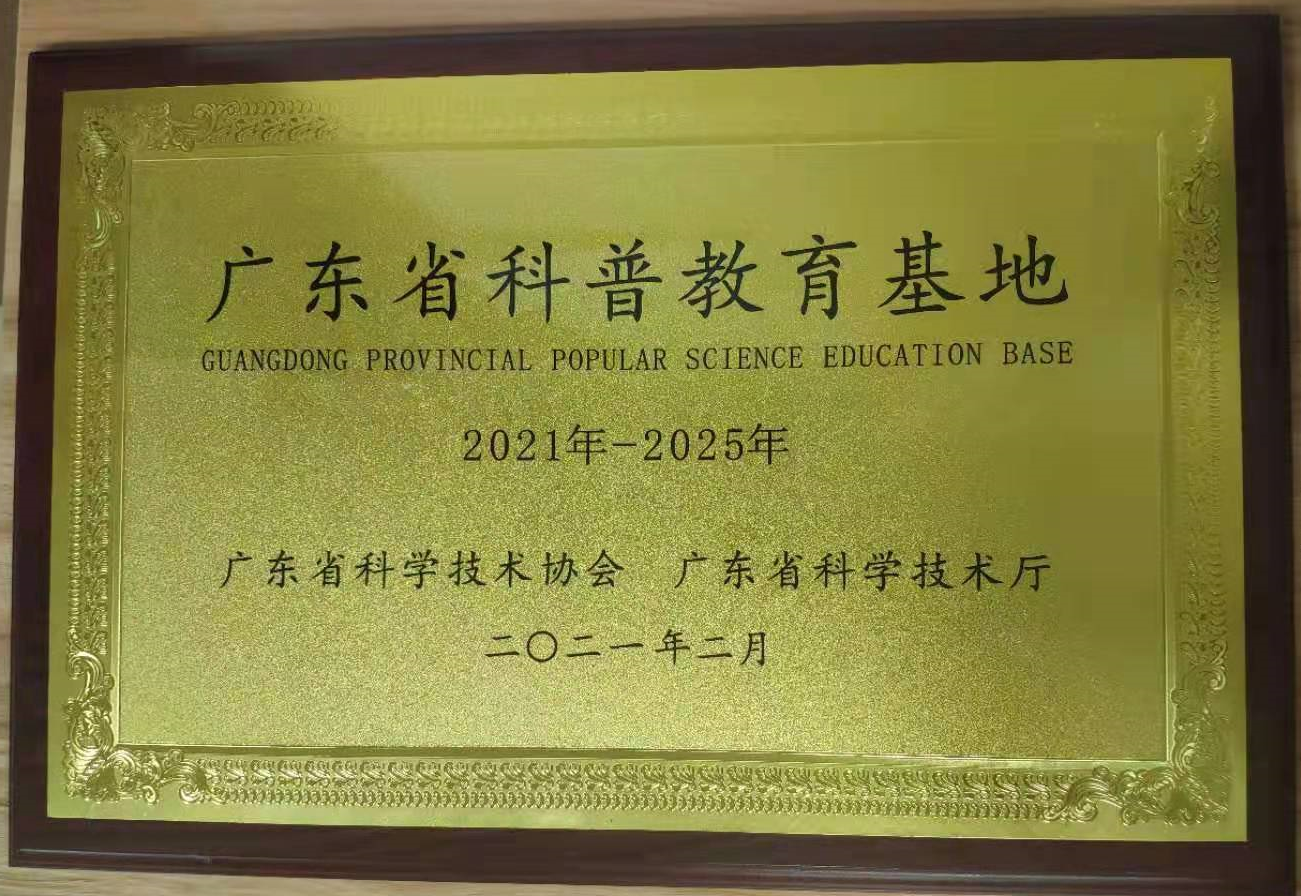 广东省科普教育基地
GUANGDONG PROVINCIAL POPULAR SCIENCE EDUCATION BASE
2021年-2025年
广东省科学技术协会 广东省科学技术厅
二〇二一年二月